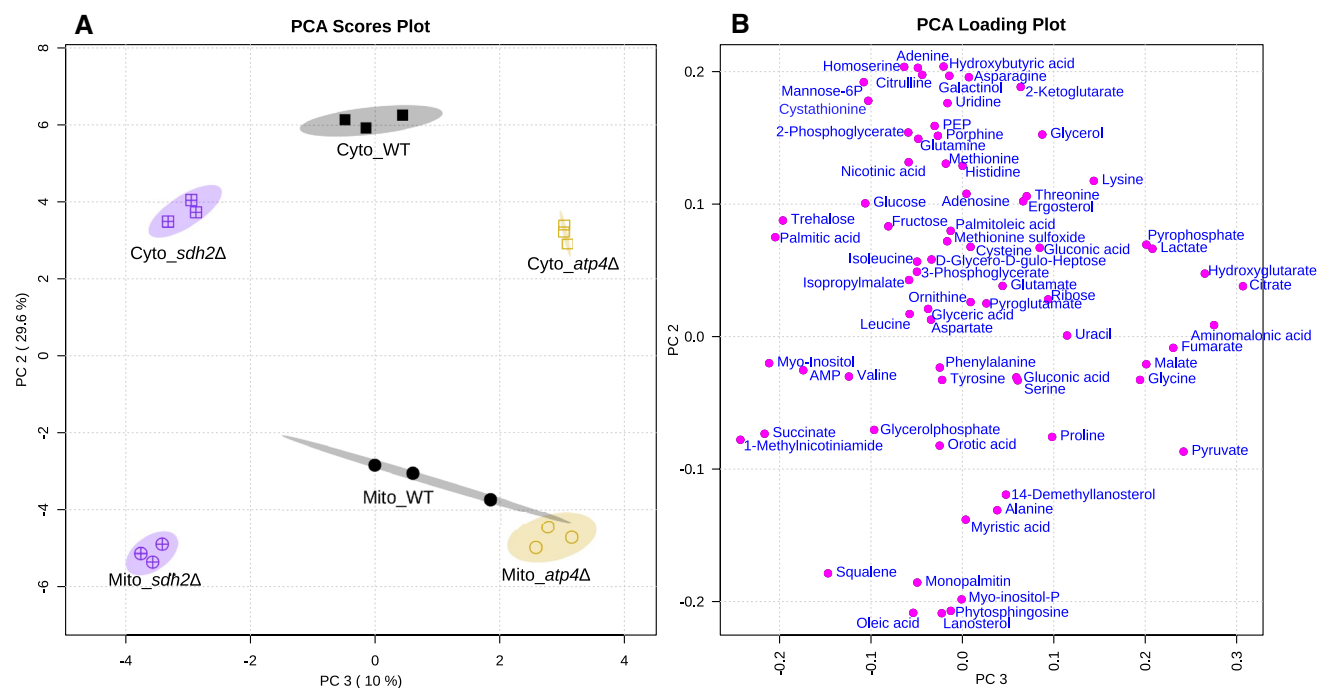 A
PCA Scores Plot
8
6
4
2
0
-2
-4
-6
PC 2 ( 29.6 %)
Cyto_WT
Cyto_sdh2Δ
Cyto_atp4Δ
Mito_WT
Mito_sdh2Δ
Mito_atp4Δ
-4
-2
0
2
4
PC 3 ( 10 %)
B
PCA Loading Plot
0.2
0.1
0.0
-0.1
-0.2
PC 2
Adenine
Homoserine
Hydroxybutyric acid
Citrulline
Asparagine
Mannose-6P
Galactinol
2-Ketoglutarate
Cystathionine
Uridine
PEP
2-Phosphoglycerate
Porphine
Glycerol
Glutamine
Methionine
Nicotinic acid
Histidine
Lysine
Threonine
Glucose
Adenosine
Ergosterol
Trehalose
Fructose
Palmitoleic acid
Palmitic acid
Methionine sulfoxide
Pyrophosphate
Cysteine
Gluconic acid
Lactate
Isoleucine
D-Glycero-D-gulo-Heptose
3-Phosphoglycerate
Hydroxyglutarate
Isopropylmalate
Glutamate
Citrate
Ornithine
Ribose
Pyroglutamate
Glyceric acid
Leucine
Aspartate
Uracil
Aminomalonic acid
Fumarate
Myo-Inositol
Phenylalanine
Malate
AMP
Valine
Tyrosine
Gluconic acid
Glycine
Serine
Succinate
Glycerolphosphate
Proline
1-Methylnicotiniamide
Orotic acid
Pyruvate
14-Demethyllanosterol
Alanine
Myristic acid
Squalene
Monopalmitin
Myo-inositol-P
Phytosphingosine
Oleic acid
Lanosterol
-0.2
-0.1
0.0
0.1
0.2
0.3
PC 3